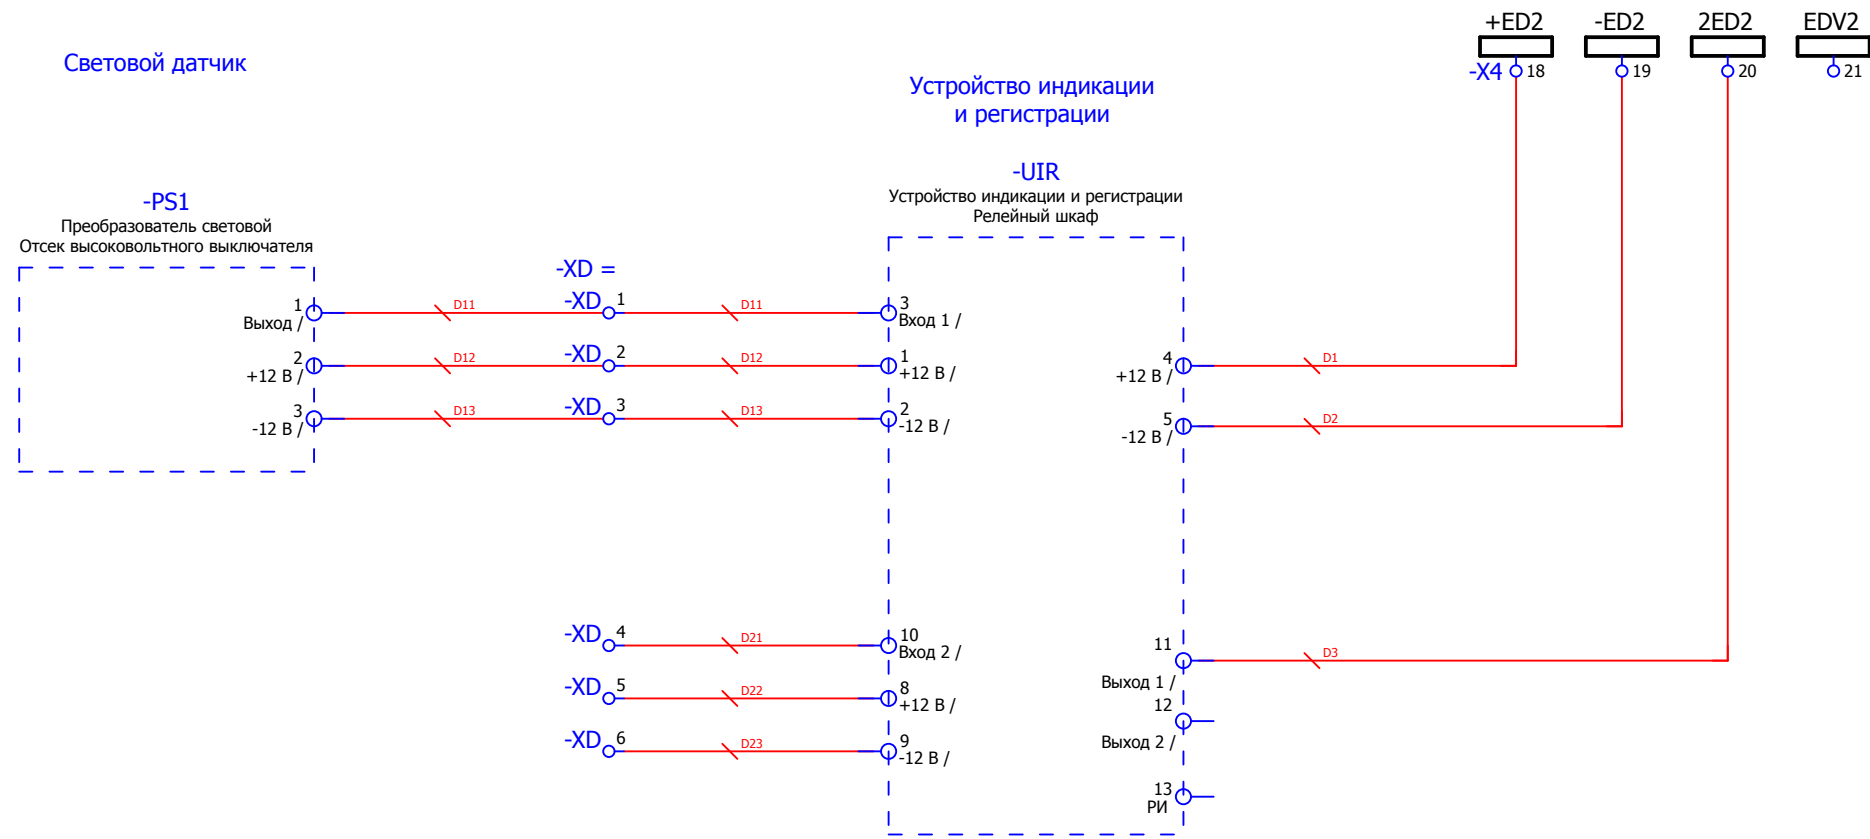 +ED2 -ED2 2ED2 EDV2
-X4 18 19 20 21
Световой датчик
Устройство индикации
и регистрации
-UIR
Устройство индикации и регистрации
Релейный шкаф
-PS1
Преобразователь световой
Отсек высоковольтного выключателя
-XD =
1 D11 -XD 1 D11 3
Выход / Вход 1 /
2 D12 -XD 2 D12 1
+12 В / +12 В /
3 D13 -XD 3 D13 2
-12 В / -12 В /
4 D1
+12 В /
5 D2
-12 В /
-XD 4 D21 10
Вход 2 /
-XD 5 D22 8
+12 В /
-XD 6 D23 9
-12 В /
11 D3
Выход 1 /
12
Выход 2 /
13
РИ